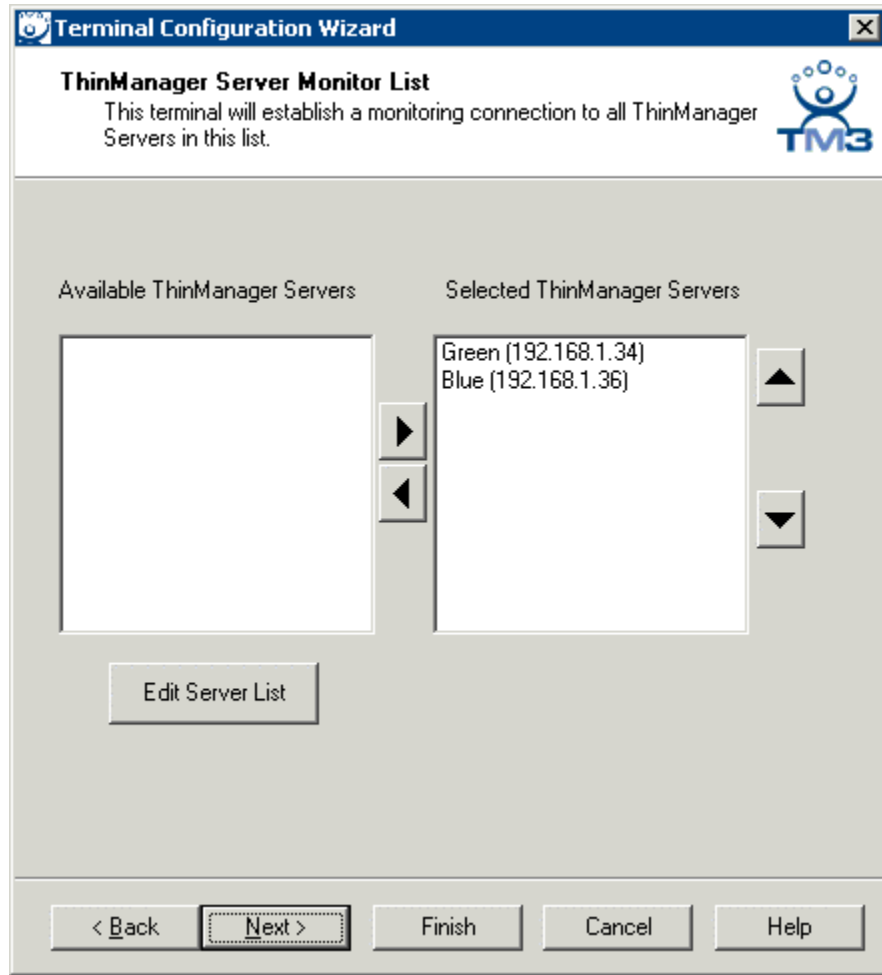 Terminal Configuration Wizard
ThinManager Server Monitor List
This terminal will establish a monitoring connection to all ThinManager
Servers in this list.
TM3
Available ThinManager Servers
Selected ThinManager Servers
Green (192.168.1.34)
Blue (192.168.1.36)
Edit Server List
< Back
Next >
Finish
Cancel
Help